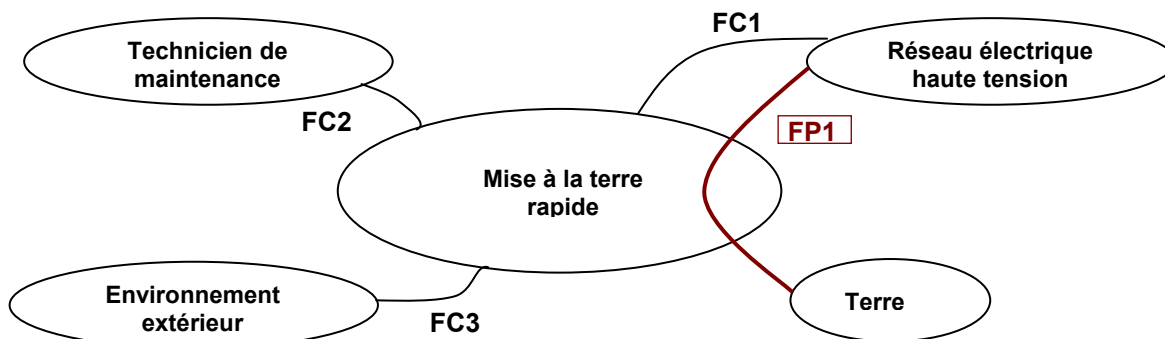 FC1
Technicien de
maintenance
Réseau électrique
haute tension
FC2
FP1
Mise à la terre
rapide
Environnement
extérieur
Terre
FC3